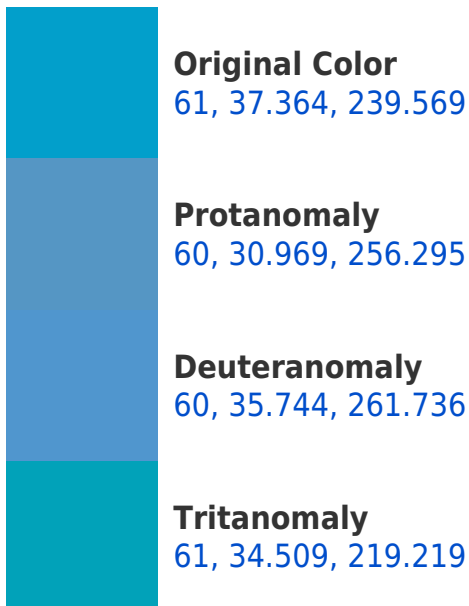 Original Color
61, 37.364, 239.569
Protanomaly
60, 30.969, 256.295
Deuteranomaly
60, 35.744, 261.736
Tritanomaly
61, 34.509, 219.219